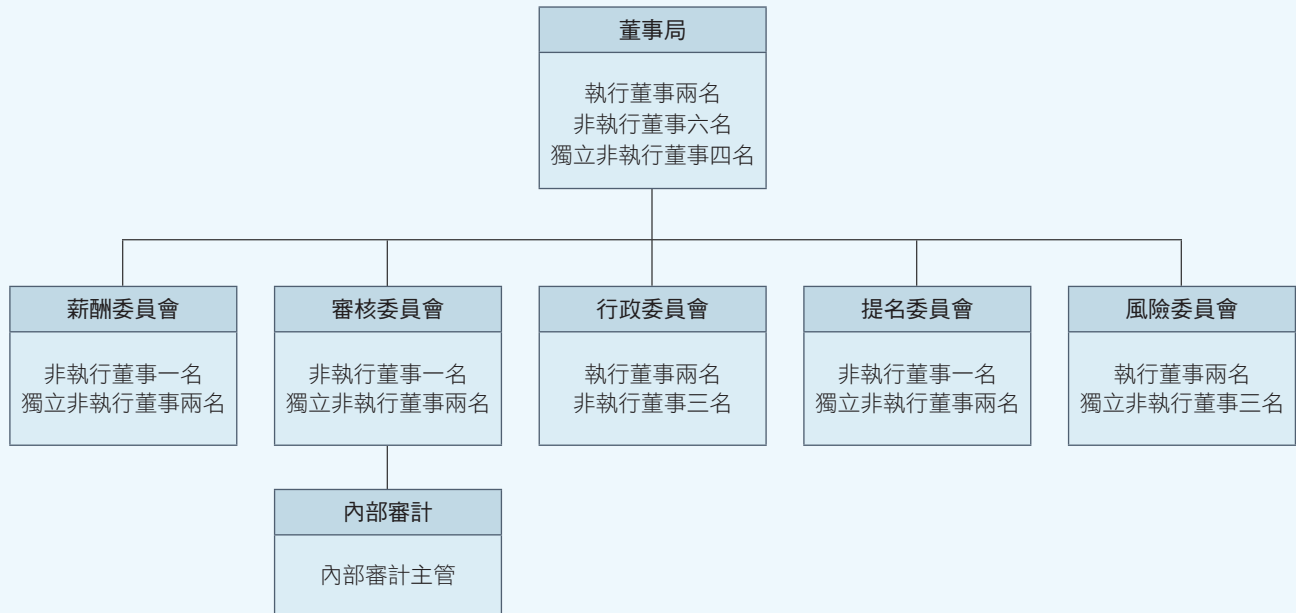 董事局
執行董事兩名
非執行董事六名
獨立非執行董事四名
薪酬委員會
非執行董事一名
獨立非執行董事兩名
審核委員會
非執行董事一名
獨立非執行董事兩名
行政委員會
執行董事兩名
非執行董事三名
提名委員會
非執行董事一名
獨立非執行董事兩名
風險委員會
執行董事兩名
獨立非執行董事三名
內部審計
內部審計主管